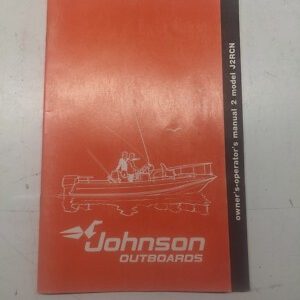 Johnson
OUTBOARDS
owner's-operator's manual 2 model J2RCN